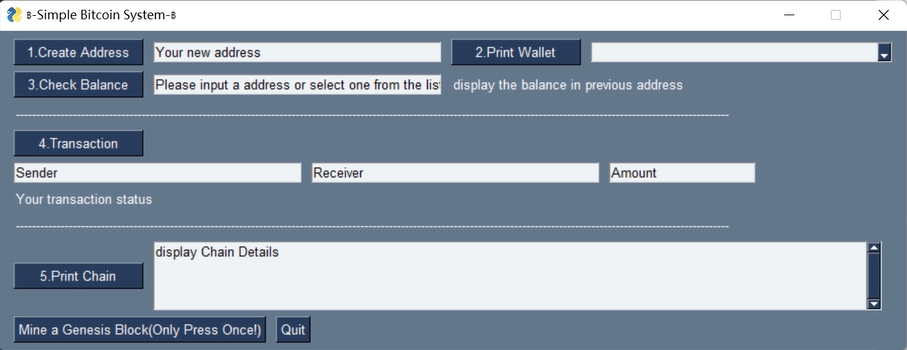 ʙ-Simple Bitcoin System-ʙ
1.Create Address Your new address 2.Print Wallet
3.Check Balance Please input a address or select one from the list display the balance in previous address
4.Transaction
Sender Receiver Amount
Your transaction status
display Chain Details
5.Print Chain
Mine a Genesis Block(Only Press Once!) Quit